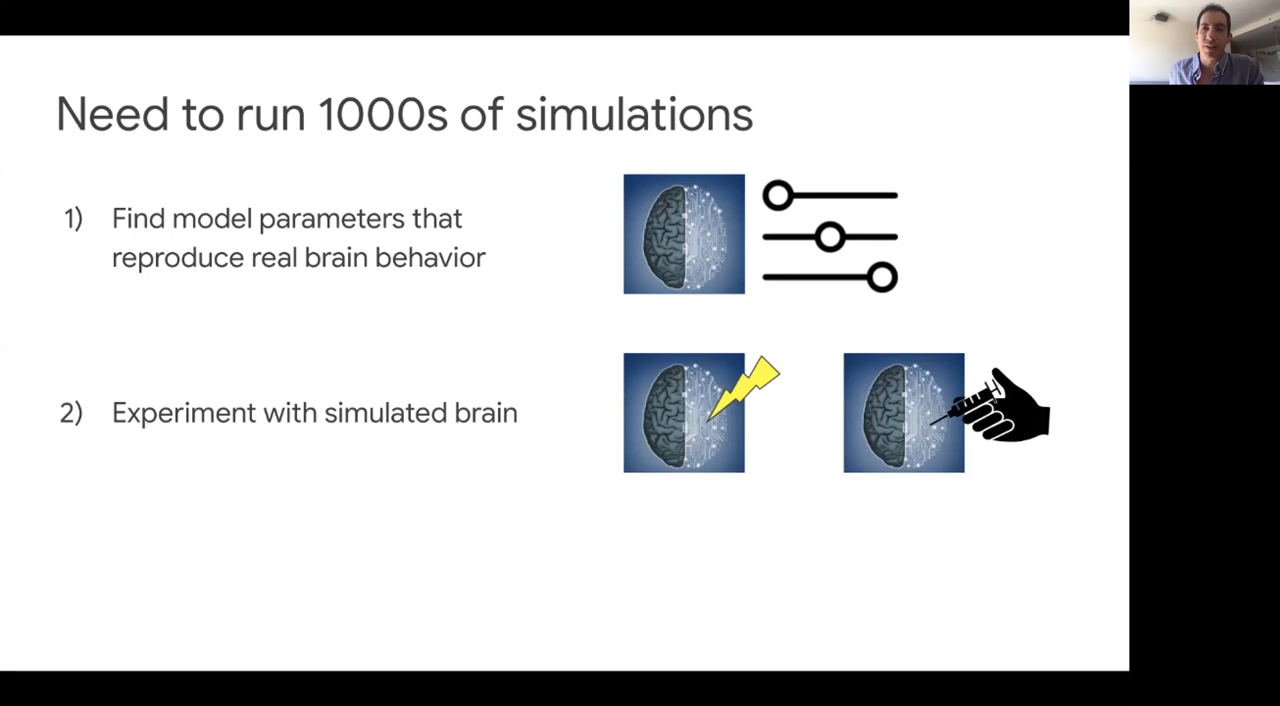 Need to run 1000s of simulations
1) Find model parameters that
reproduce real brain behavior
2) Experiment with simulated brain